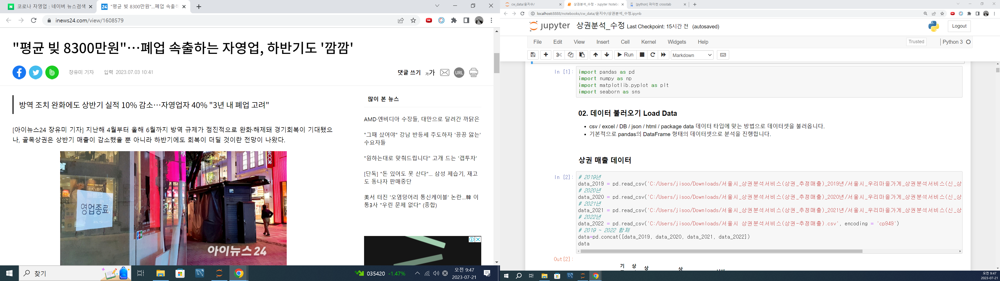 코로나 자영업 : 네이버 뉴스검색
"평균 빚 8300만원"…폐업 속출하
inews24.com/view/1608579
"평균 빚 8300만원"…폐업 속출하는 자영업, 하반기도 '깜깜'
장유미 기자 입력 2023.07.03 10:41
댓글 쓰기 가가 URL
방역 조치 완화에도 상반기 실적 10% 감소…자영업자 40% "3년 내 폐업 고려"
[아이뉴스24 장유미 기자] 지난해 4월부터 올해 6월까지 방역 규제가 점진적으로 완화·해제돼 경기회복이 기대됐으
나, 골목상권은 상반기 매출이 감소했을 뿐 아니라 하반기에도 회복이 더딜 것이란 전망이 나왔다.
영업종료
아이뉴스24
많이 본 뉴스
AMD·엔비디아 수장들, 대만으로 달려간 까닭은
"그때 샀어야" 강남 반등세 주도하자 '끙끙 앓는'
수요자들
"원하는대로 맞춰드립니다" 고개 드는 '갭투자'
[단독] "돈 있어도 못 산다"... 삼성 제습기, 재고
도 동나자 판매중단
美서 터진 '오염덩어리 통신케이블' 논란...韓 이
통3사 "우린 문제 없다" (종합)
찾기
035420 -1.47%
오전 9:47
2023-07-21
cw_data/윤지수/
상권분석_수정 - Jupyter Notebo
[python] 파이썬 crosstab
localhost:8888/notebooks/cw_data/윤지수/상권분석_수정.ipynb
jupyter 상권분석_수정 Last Checkpoint: 15시간 전 (autosaved)
Logout
File Edit View Insert Cell Kernel Widgets Help
Trusted Python 3
Run Markdown
In [1]:
import pandas as pd
import numpy as np
import matplotlib.pyplot as plt
import seaborn as sns
02. 데이터 불러오기 Load Data
• csv / excel / DB / json / html / package data 데이터 타입에 맞는 방법으로 데이터셋을 불러옵니다.
• 기본적으로 pandas의 DataFrame 형태의 데이터셋으로 분석을 진행합니다.
상권 매출 데이터
In [2]:
# 2019년
data_2019 = pd.read_csv('C:/Users/jisoo/Downloads/서울시_상권분석서비스(상권_추정매출)_2019년/서울시_우리마을가게_상권분석서비스(신_상
# 2020년
data_2020 = pd.read_csv('C:/Users/jisoo/Downloads/서울시_상권분석서비스(상권_추정매출)_2020년/서울시_우리마을가게_상권분석서비스(신_상
# 2021년
data_2021 = pd.read_csv('C:/Users/jisoo/Downloads/서울시_상권분석서비스(상권_추정매출)_2021년/서울시_우리마을가게_상권분석서비스(신_상
# 2022년
data_2022 = pd.read_csv('C:/Users/jisoo/Downloads/서울시 상권분석서비스(상권-추정매출).csv', encoding = 'cp949')
# 2019 ~ 2022 합체
data=pd.concat([data_2019, data_2020, data_2021, data_2022])
data
Out[2]:
기 상 상 상
오전 9:47
2023-07-21